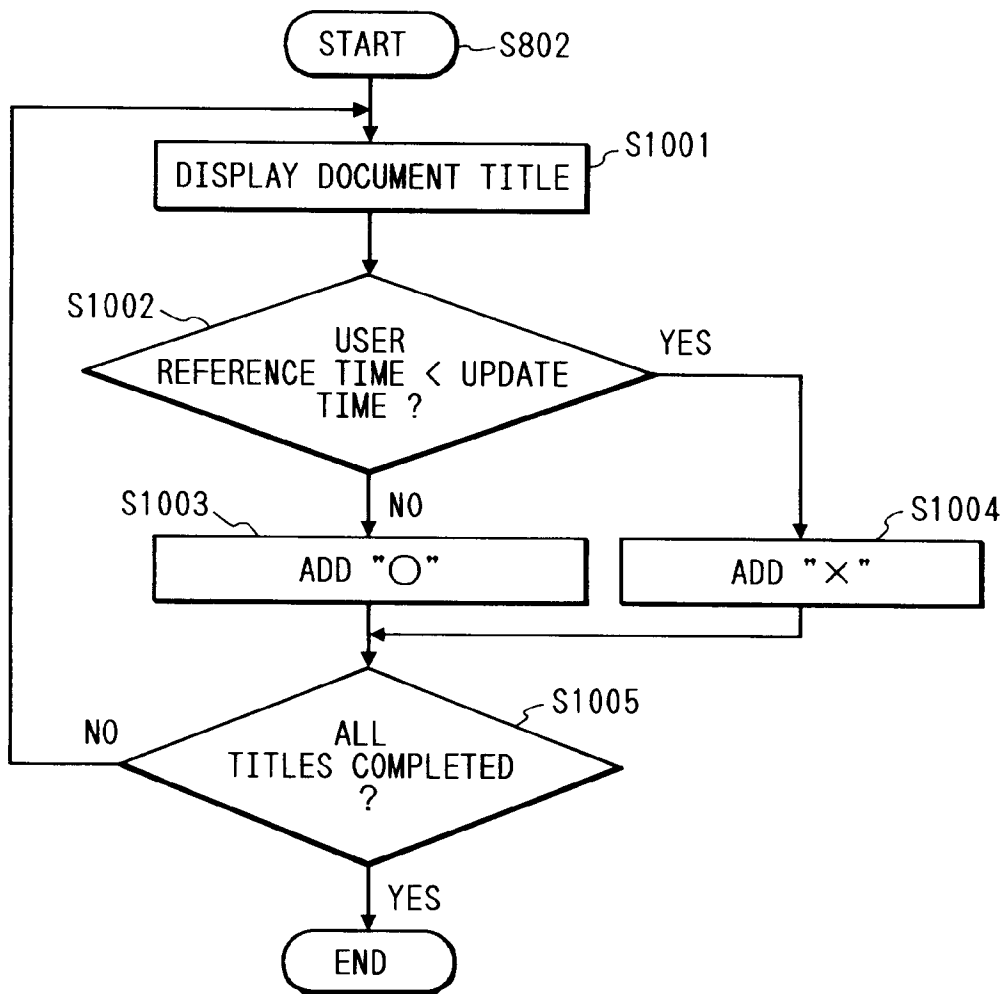 START
S802
S1001
DISPLAY DOCUMENT TITLE
S1002
USER
REFERENCE TIME < UPDATE
TIME ?
YES
NO
S1003
ADD "○"
S1004
ADD "×"
S1005
ALL
TITLES COMPLETED
?
NO
YES
END